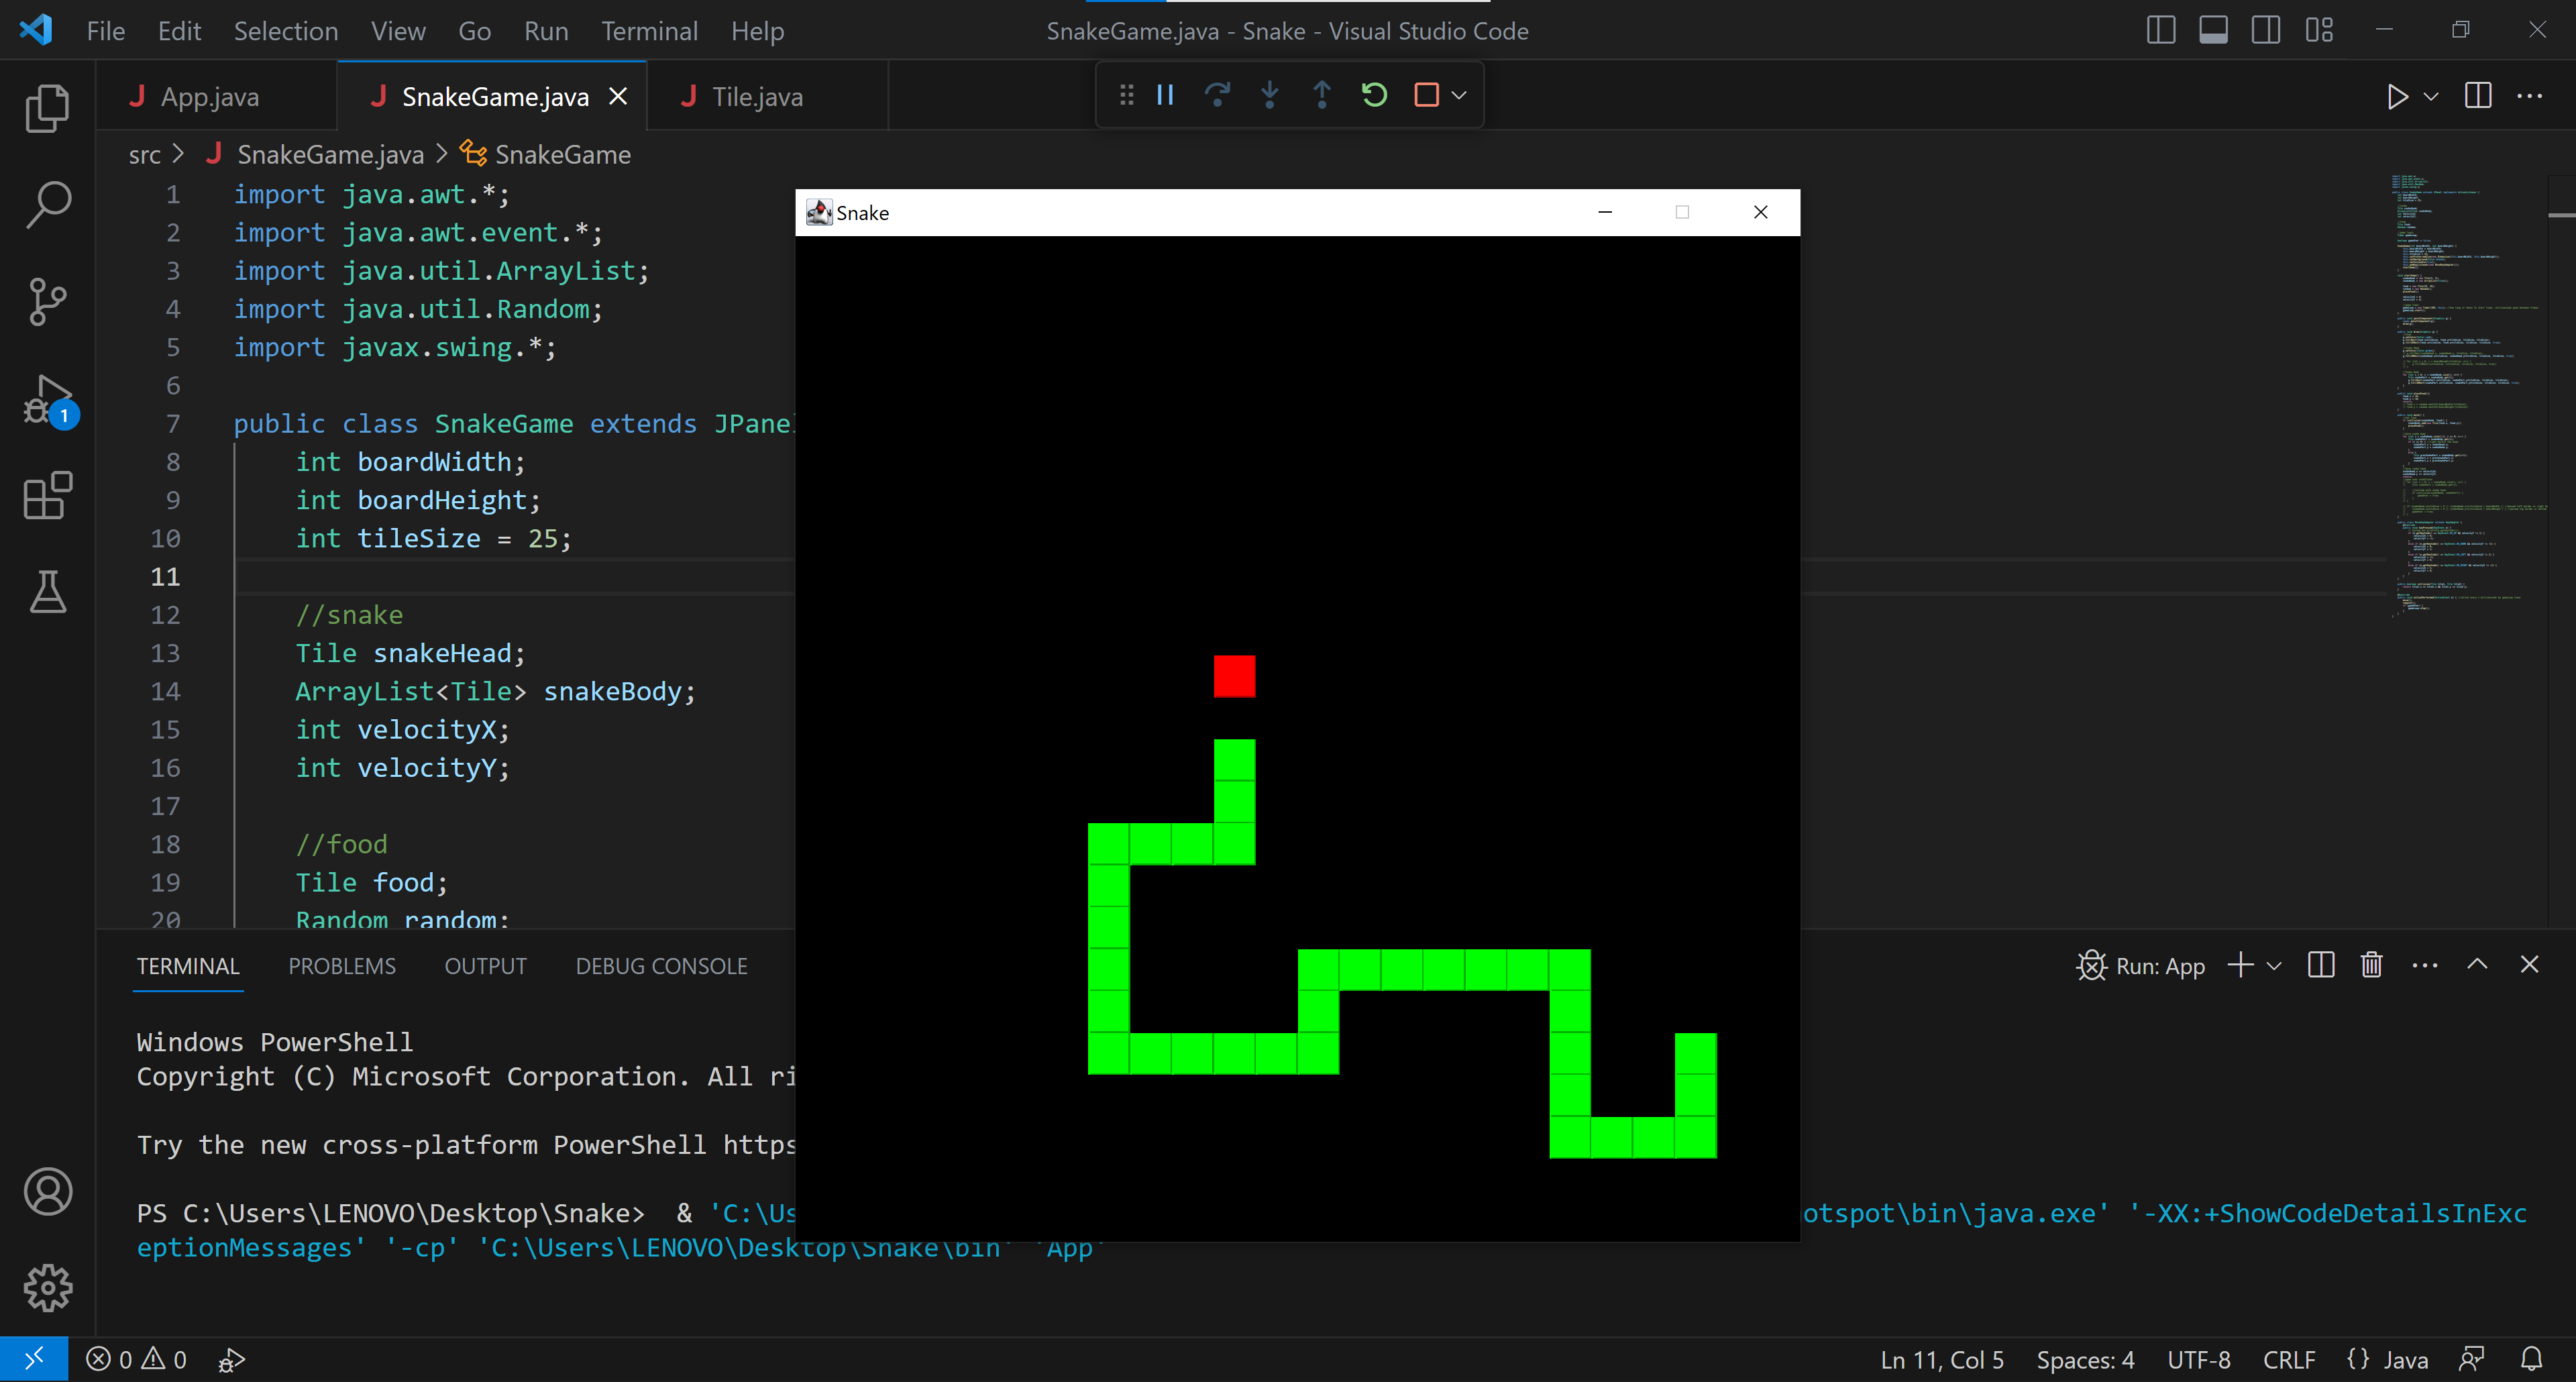 File Edit Selection View Go Run Terminal Help
SnakeGame.java - Snake - Visual Studio Code
App.java
SnakeGame.java
Tile.java
src > SnakeGame.java > SnakeGame
1 import java.awt.*;
2 import java.awt.event.*;
3 import java.util.ArrayList;
4 import java.util.Random;
5 import javax.swing.*;
6
7 public class SnakeGame extends JPanel
8 int boardWidth;
9 int boardHeight;
10 int tileSize = 25;
11
12 //snake
13 Tile snakeHead;
14 ArrayList<Tile> snakeBody;
15 int velocityX;
16 int velocityY;
17
18 //food
19 Tile food;
20 Random random;
Snake
1
TERMINAL PROBLEMS OUTPUT DEBUG CONSOLE
Run: App
Windows PowerShell
Copyright (C) Microsoft Corporation. All ri
Try the new cross-platform PowerShell https
PS C:\Users\LENOVO\Desktop\Snake> & 'C:\Us otspot\bin\java.exe' '-XX:+ShowCodeDetailsInExc
eptionMessages' '-cp' 'C:\Users\LENOVO\Desktop\Snake\bin' 'App'
0 0
Ln 11, Col 5 Spaces: 4 UTF-8 CRLF {} Java